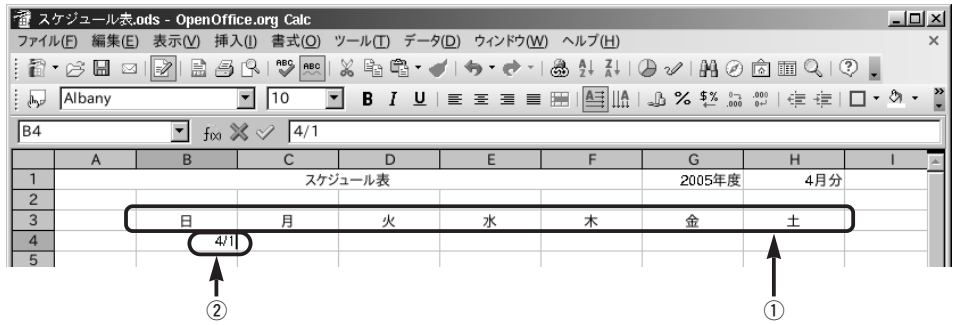 スケジュール表.ods - OpenOffice.org Calc
ファイル(F) 編集(E) 表示(V) 挿入(I) 書式(O) ツール(T) データ(D) ウィンドウ(W) ヘルプ(H)
Albany 10 B I U
B4 f(x) 4/1
A B C D E F G H I
1 スケジュール表 2005年度 4月分
2
3 日 月 火 水 木 金 土
4 4/1
5
② ①